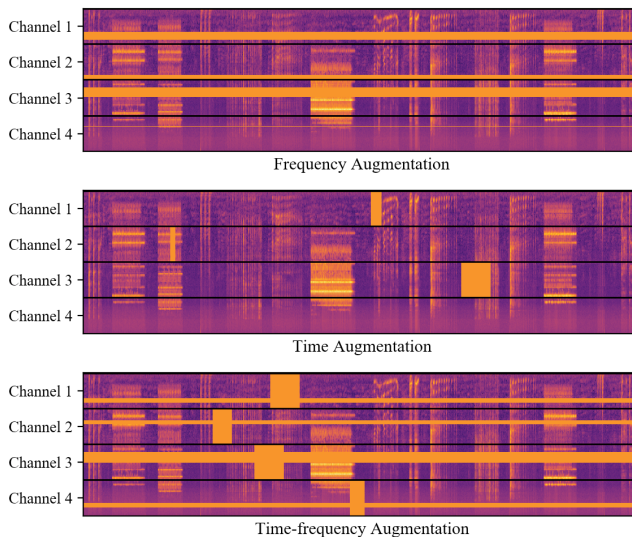 Channel 1
Channel 2
Channel 3
Channel 4
Frequency Augmentation
Channel 1
Channel 2
Channel 3
Channel 4
Time Augmentation
Channel 1
Channel 2
Channel 3
Channel 4
Time-frequency Augmentation